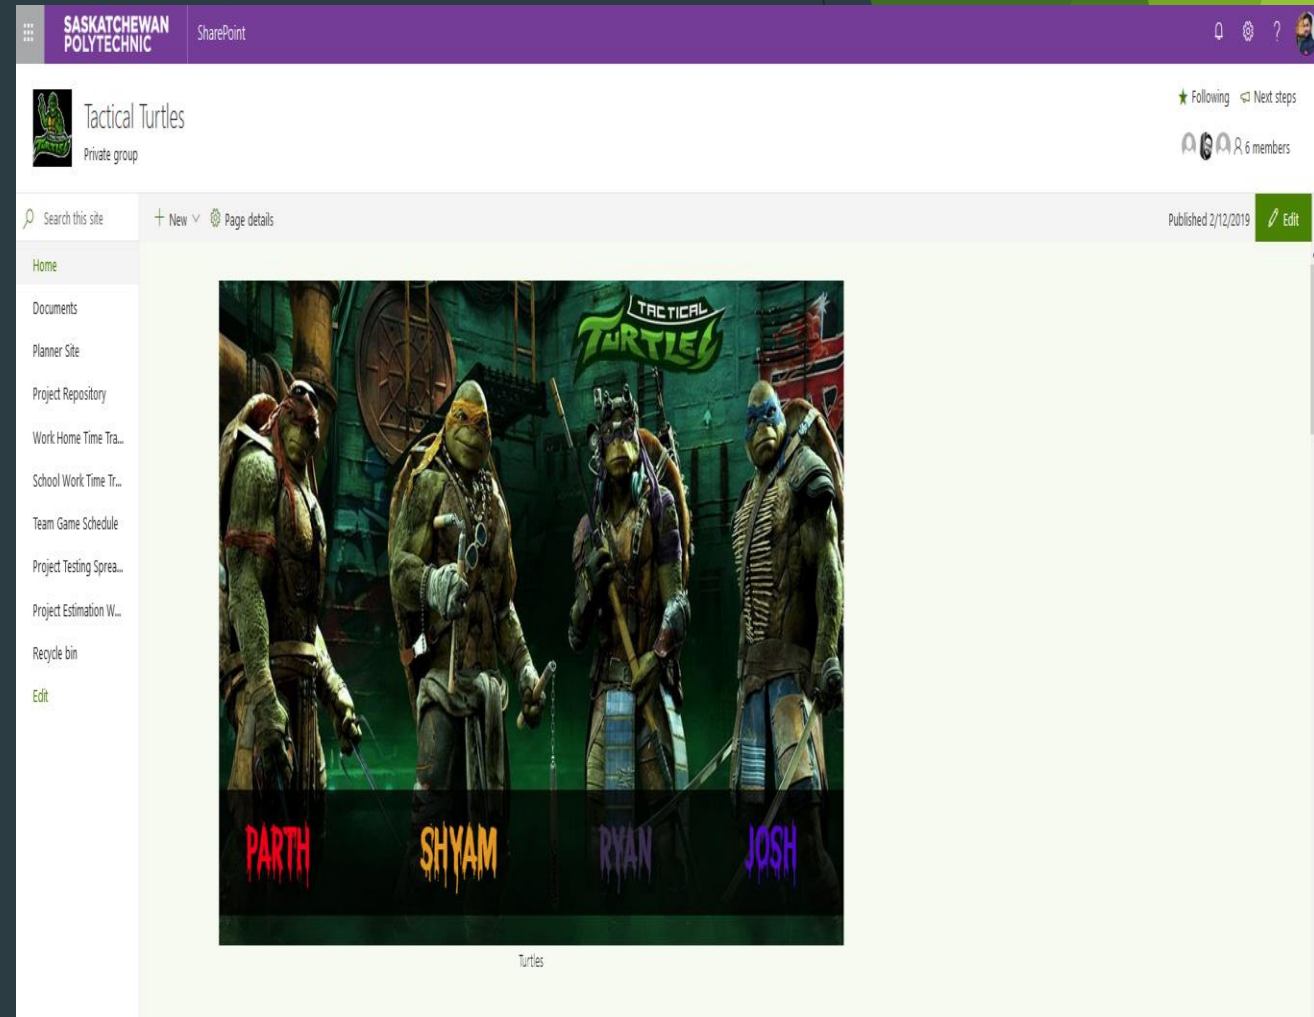 SASKATCHEWAN
POLYTECHNIC
SharePoint
?
TURTLES
Tactical Turtles
Private group
Following
Next steps
6 members
Search this site
+ New
Page details
Published 2/12/2019
Edit
Home
Documents
Planner Site
Project Repository
Work Home Time Tra...
School Work Time Tr...
Team Game Schedule
Project Testing Sprea...
Project Estimation W...
Recycle bin
Edit
TACTICAL
TURTLES
PARTH SHYAM RYAN JOSH
Turtles